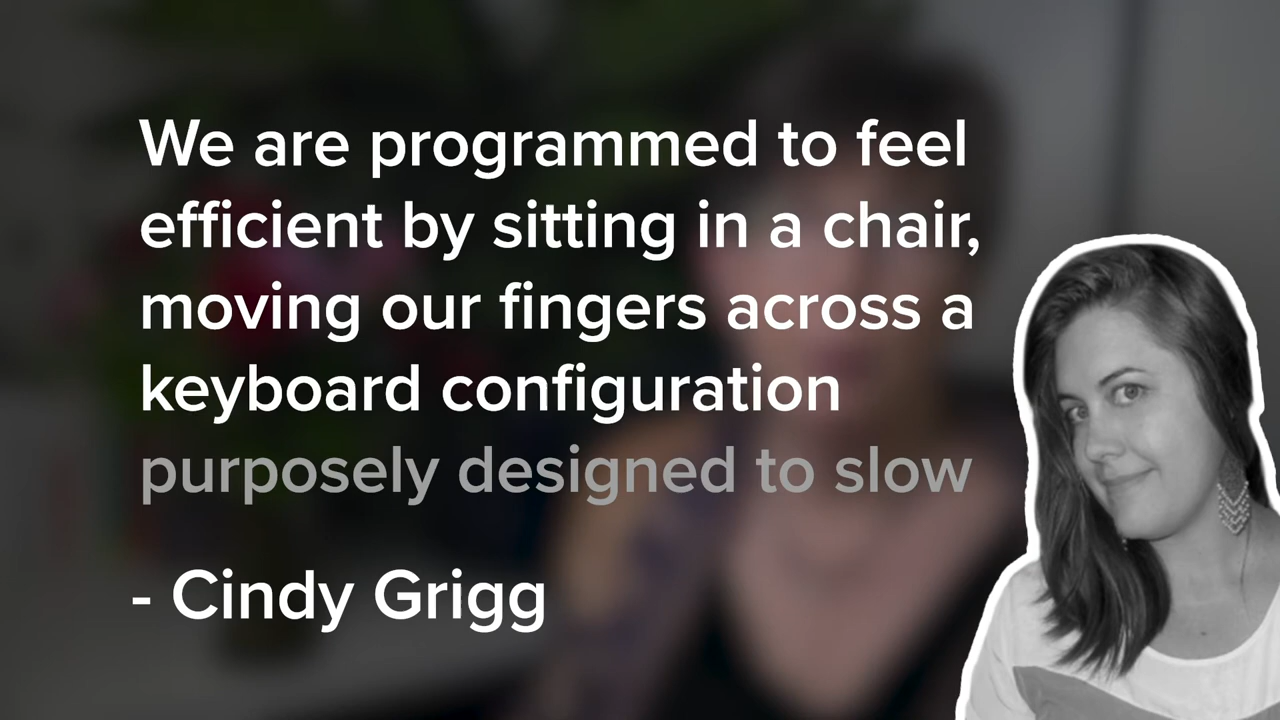 We are programmed to feel
efficient by sitting in a chair,
moving our fingers across a
keyboard configuration
purposely designed to slow
- Cindy Grigg